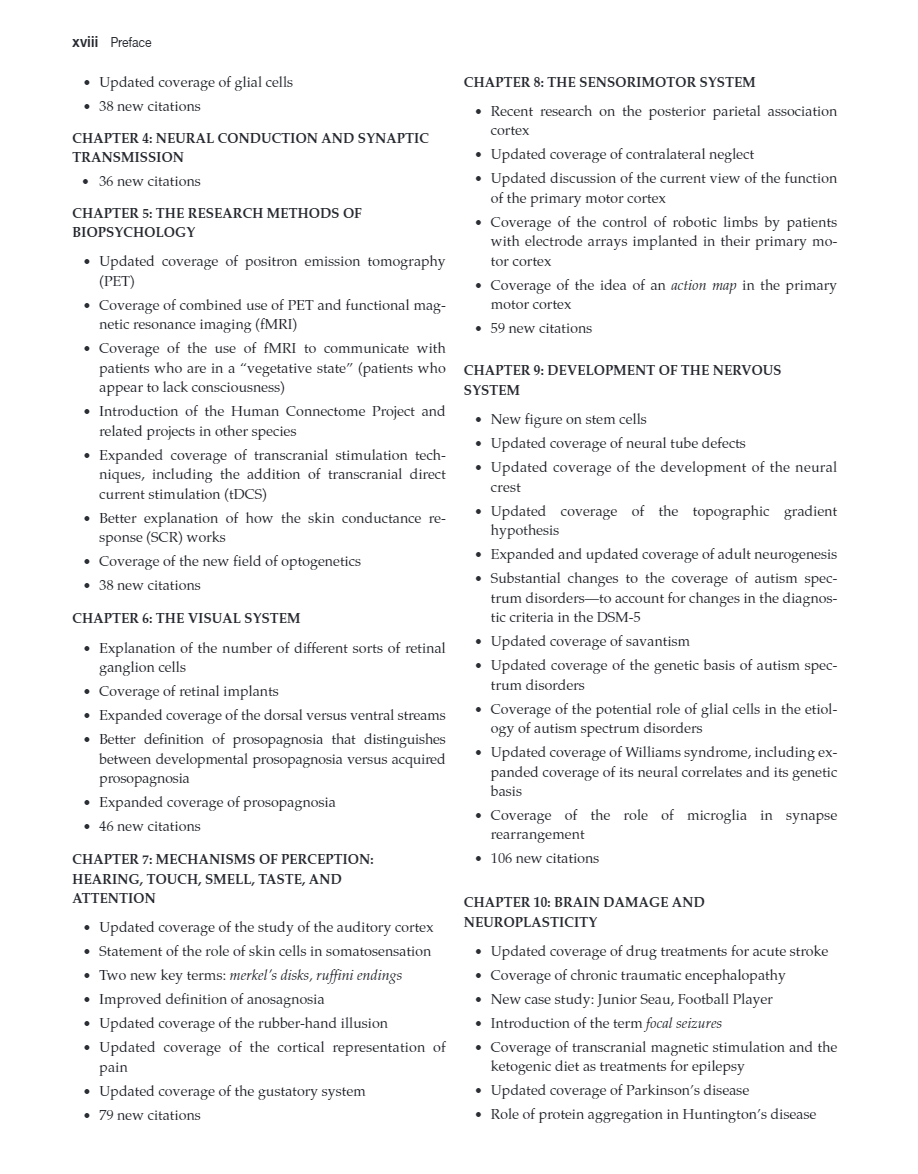 xviii Preface
• Updated coverage of glial cells
• 38 new citations
CHAPTER 4: NEURAL CONDUCTION AND SYNAPTIC
TRANSMISSION
• 36 new citations
CHAPTER 5: THE RESEARCH METHODS OF
BIOPSYCHOLOGY
• Updated coverage of positron emission tomography
(PET)
• Coverage of combined use of PET and functional mag-
netic resonance imaging (fMRI)
• Coverage of the use of fMRI to communicate with
patients who are in a “vegetative state” (patients who
appear to lack consciousness)
• Introduction of the Human Connectome Project and
related projects in other species
• Expanded coverage of transcranial stimulation tech-
niques, including the addition of transcranial direct
current stimulation (tDCS)
• Better explanation of how the skin conductance re-
sponse (SCR) works
• Coverage of the new field of optogenetics
• 38 new citations
CHAPTER 6: THE VISUAL SYSTEM
• Explanation of the number of different sorts of retinal
ganglion cells
• Coverage of retinal implants
• Expanded coverage of the dorsal versus ventral streams
• Better definition of prosopagnosia that distinguishes
between developmental prosopagnosia versus acquired
prosopagnosia
• Expanded coverage of prosopagnosia
• 46 new citations
CHAPTER 7: MECHANISMS OF PERCEPTION:
HEARING, TOUCH, SMELL, TASTE, AND
ATTENTION
• Updated coverage of the study of the auditory cortex
• Statement of the role of skin cells in somatosensation
• Two new key terms: merkel’s disks, ruffini endings
• Improved definition of anosagnosia
• Updated coverage of the rubber-hand illusion
• Updated coverage of the cortical representation of
pain
• Updated coverage of the gustatory system
• 79 new citations
CHAPTER 8: THE SENSORIMOTOR SYSTEM
• Recent research on the posterior parietal association
cortex
• Updated coverage of contralateral neglect
• Updated discussion of the current view of the function
of the primary motor cortex
• Coverage of the control of robotic limbs by patients
with electrode arrays implanted in their primary mo-
tor cortex
• Coverage of the idea of an action map in the primary
motor cortex
• 59 new citations
CHAPTER 9: DEVELOPMENT OF THE NERVOUS
SYSTEM
• New figure on stem cells
• Updated coverage of neural tube defects
• Updated coverage of the development of the neural
crest
• Updated coverage of the topographic gradient
hypothesis
• Expanded and updated coverage of adult neurogenesis
• Substantial changes to the coverage of autism spec-
trum disorders—to account for changes in the diagnos-
tic criteria in the DSM-5
• Updated coverage of savantism
• Updated coverage of the genetic basis of autism spec-
trum disorders
• Coverage of the potential role of glial cells in the etiol-
ogy of autism spectrum disorders
• Updated coverage of Williams syndrome, including ex-
panded coverage of its neural correlates and its genetic
basis
• Coverage of the role of microglia in synapse
rearrangement
• 106 new citations
CHAPTER 10: BRAIN DAMAGE AND
NEUROPLASTICITY
• Updated coverage of drug treatments for acute stroke
• Coverage of chronic traumatic encephalopathy
• New case study: Junior Seau, Football Player
• Introduction of the term focal seizures
• Coverage of transcranial magnetic stimulation and the
ketogenic diet as treatments for epilepsy
• Updated coverage of Parkinson’s disease
• Role of protein aggregation in Huntington’s disease